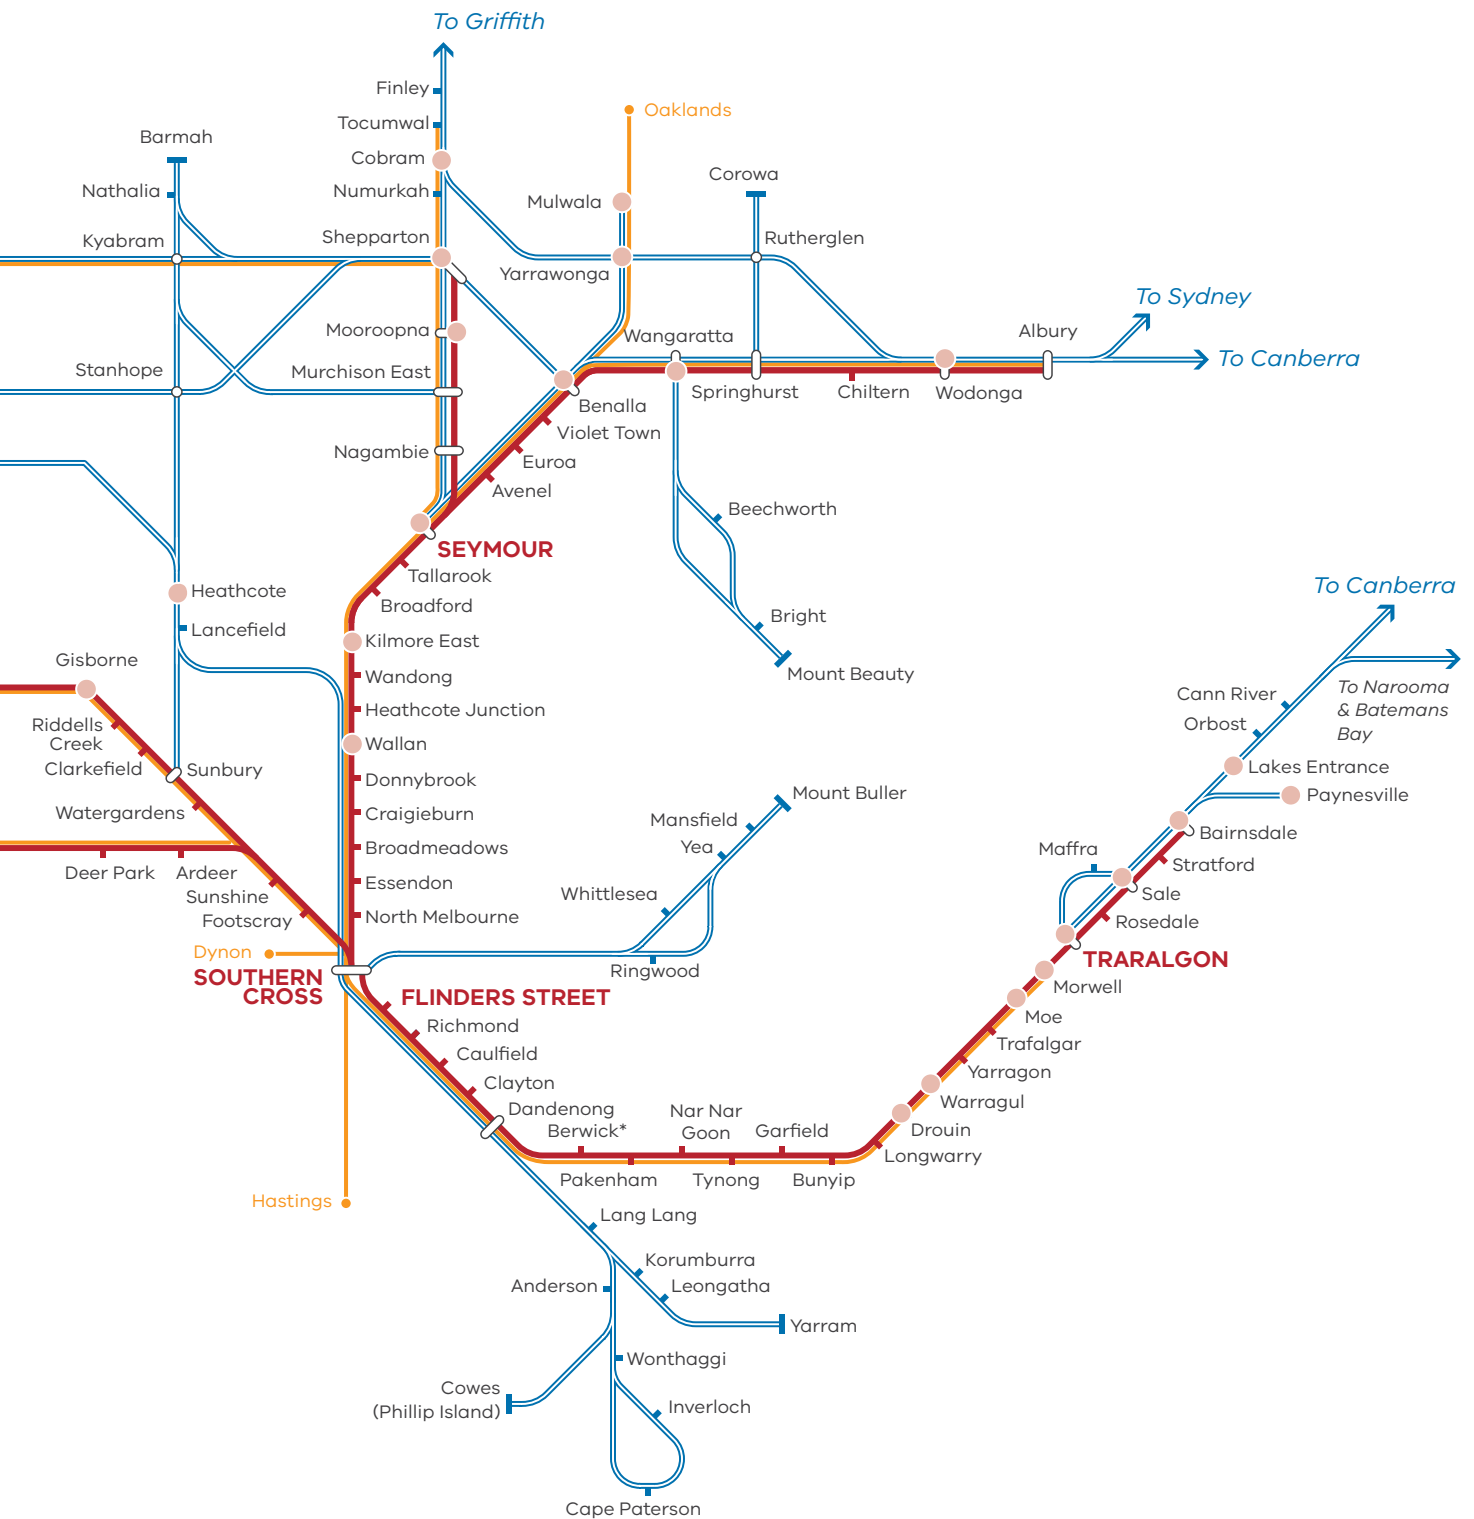 To Griffith
Finley
Tocumwal
Cobram
Numurkah
Shepparton
Mooroopna
Murchison East
Nagambie
Barmah
Nathalia
Kyabram
Stanhope
Oaklands
Mulwala
Yarrawonga
Corowa
Rutherglen
Wangaratta
Springhurst
Chiltern
Wodonga
Albury
To Sydney
To Canberra
Benalla
Violet Town
Euroa
Avenel
SEYMOUR
Tallarook
Broadford
Kilmore East
Wandong
Heathcote Junction
Wallan
Donnybrook
Craigieburn
Broadmeadows
Essendon
North Melbourne
Beechworth
Bright
Mount Beauty
Heathcote
Lancefield
Gisborne
Riddells
Creek
Clarkefield
Sunbury
Watergardens
Deer Park
Ardeer
Sunshine
Footscray
Dynon
SOUTHERN
CROSS
Mount Buller
Mansfield
Yea
Whittlesea
Ringwood
FLINDERS STREET
Richmond
Caulfield
Clayton
Dandenong
Berwick*
Pakenham
Nar Nar
Goon
Tynong
Garfield
Bunyip
Longwarry
Drouin
Warragul
Yarragon
Trafalgar
Moe
Morwell
TRARALGON
Rosedale
Maffra
Sale
Stratford
Bairnsdale
Paynesville
Lakes Entrance
Orbost
Cann River
To Canberra
To Narooma
& Batemans
Bay
Hastings
Lang Lang
Korumburra
Leongatha
Yarram
Anderson
Wonthaggi
Cowes
(Phillip Island)
Inverloch
Cape Paterson